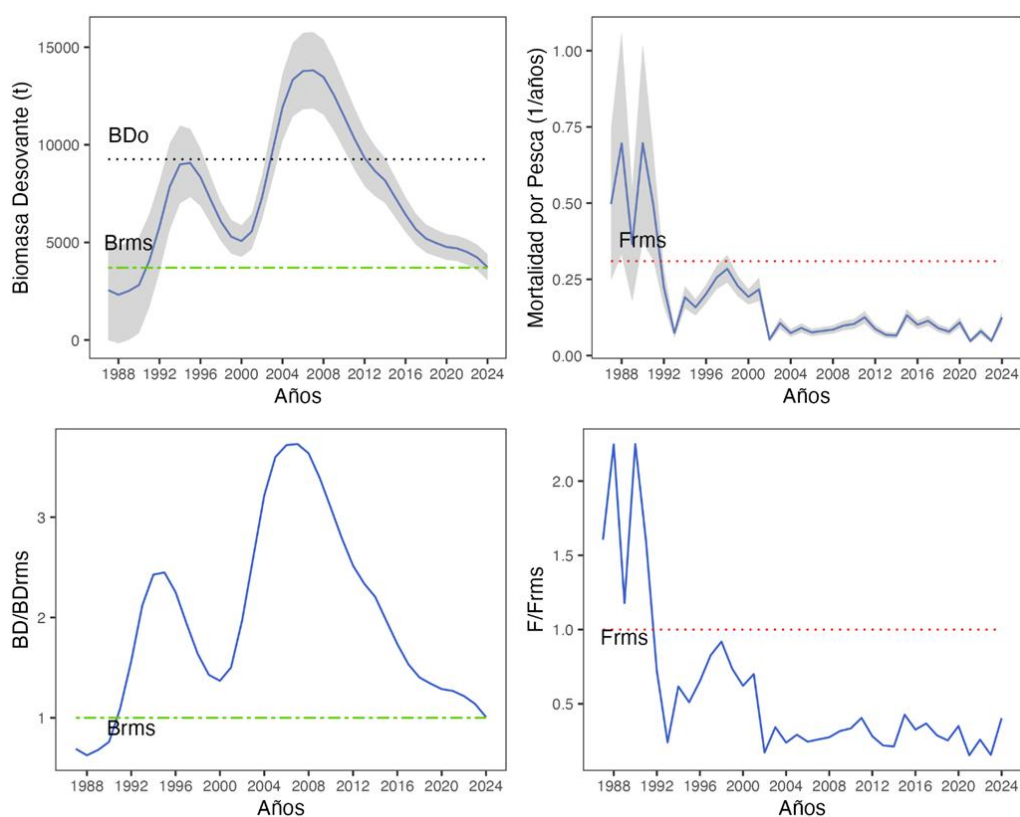 Biomasa Desovante (t)
15000
10000
5000
0
BDo
Brms
1988 1992 1996 2000 2004 2008 2012 2016 2020 2024
Años
Mortalidad por Pesca (1/años)
1.00
0.75
0.50
0.25
0.00
Frms
1988 1992 1996 2000 2004 2008 2012 2016 2020 2024
Años
BD/BDrms
3
2
1
Brms
1988 1992 1996 2000 2004 2008 2012 2016 2020 2024
Años
F/Frms
2.0
1.5
1.0
0.5
Frms
1988 1992 1996 2000 2004 2008 2012 2016 2020 2024
Años